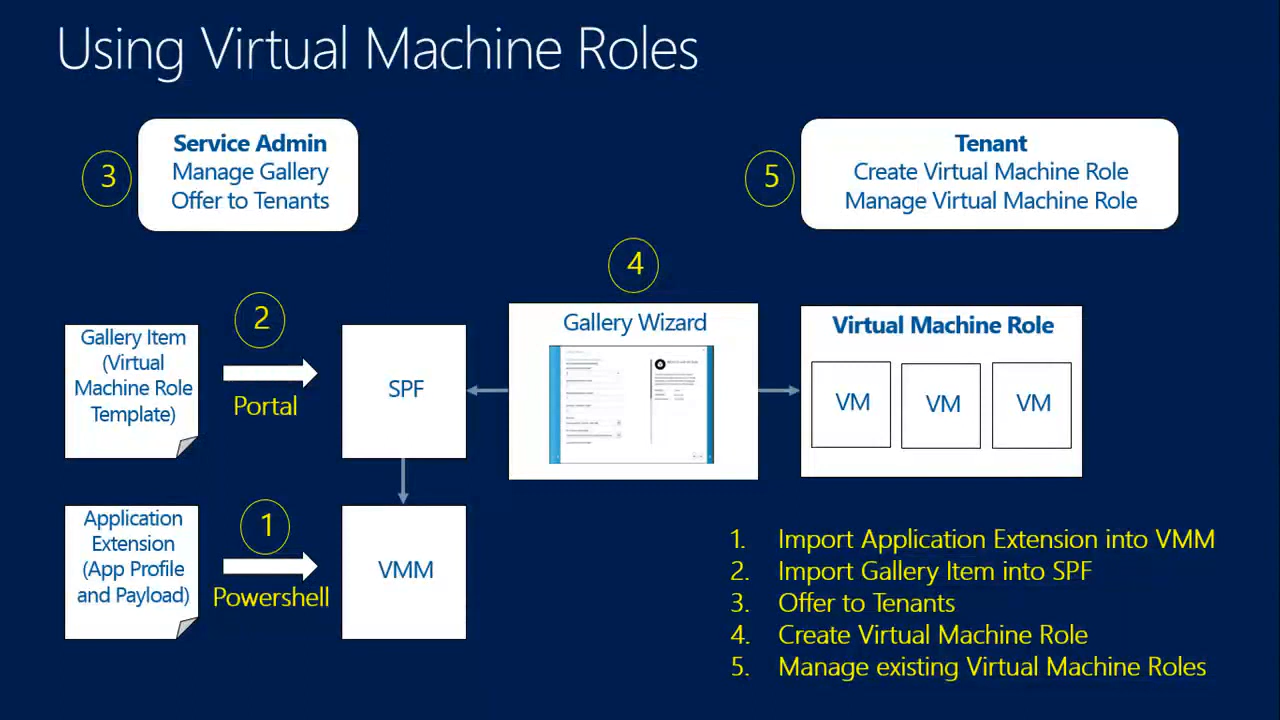 Using Virtual Machine Roles
3
Service Admin
Manage Gallery
Offer to Tenants
5
Tenant
Create Virtual Machine Role
Manage Virtual Machine Role
4
2
Gallery Item
(Virtual
Machine Role
Template)
Portal
SPF
Gallery Wizard
Virtual Machine Role
VM
VM
VM
Application
Extension
(App Profile
and Payload)
1
Powershell
VMM
1. Import Application Extension into VMM
2. Import Gallery Item into SPF
3. Offer to Tenants
4. Create Virtual Machine Role
5. Manage existing Virtual Machine Roles